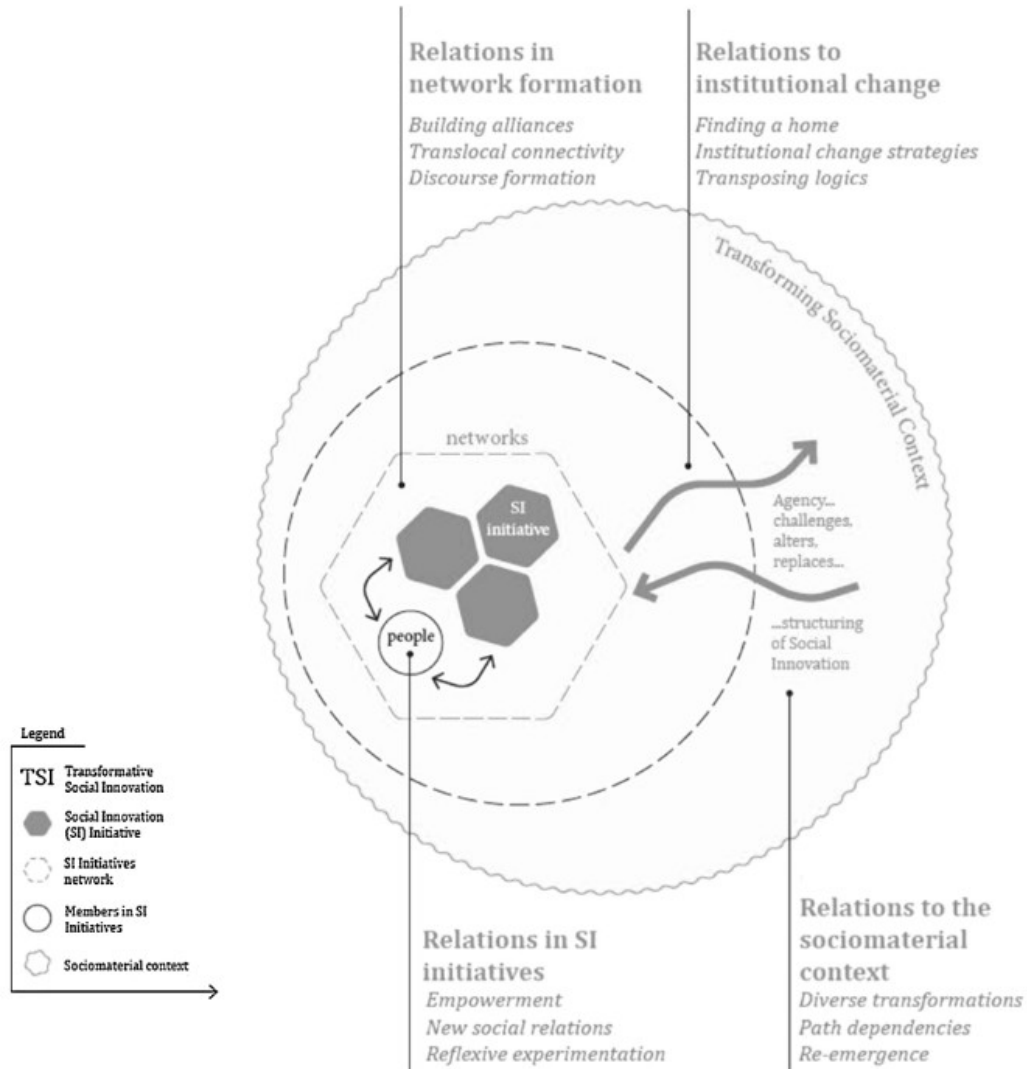 Relations in
network formation
Building alliances
Translocal connectivity
Discourse formation
Relations to
institutional change
Finding a home
Institutional change strategies
Transposing logics
Transforming Sociomaterial Context
networks
SI
initiative
people
Agency...
challenges,
alters,
replaces...
...structuring
of Social
Innovation
Legend
TSI Transformative
Social Innovation
Social Innovation
(SI) Initiative
SI Initiatives
network
Members in SI
Initiatives
Sociomaterial context
Relations in SI
initiatives
Empowerment
New social relations
Reflexive experimentation
Relations to the
sociomaterial
context
Diverse transformations
Path dependencies
Re-emergence